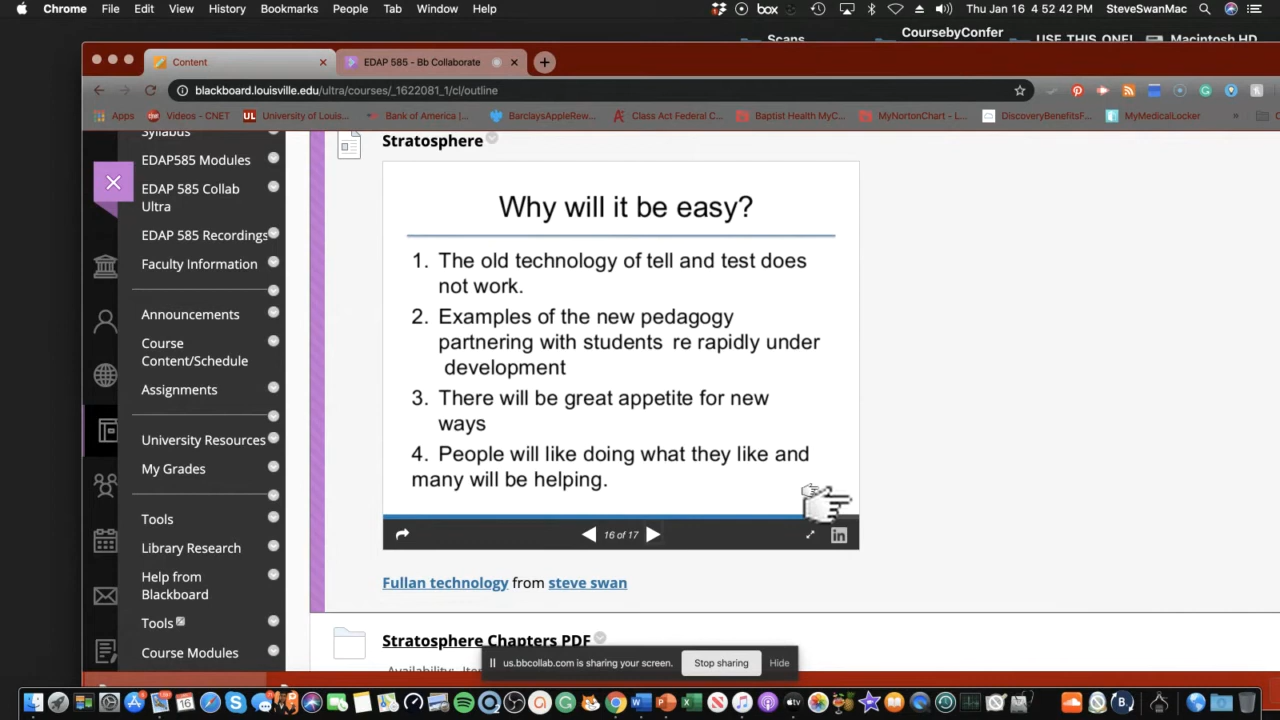 Chrome File Edit View History Bookmarks People Tab Window Help box Thu Jan 16 4:52:42 PM SteveSwanMac
Scans CoursebyConfer USE THIS ONE! Macintosh HD
Content EDAP 585 - Bb Collaborate
blackboard.louisville.edu/ultra/courses/_1622081_1/cl/outline
Apps Videos - CNET University of Louis... Bank of America |... BarclaysAppleRew... Class Act Federal C... Baptist Health MyC... MyNortonChart - L... DiscoveryBenefitsF... MyMedicalLocker »
Syllabus
EDAP585 Modules
EDAP 585 Collab
Ultra
EDAP 585 Recordings
Faculty Information
Announcements
Course
Content/Schedule
Assignments
University Resources
My Grades
Tools
Library Research
Help from
Blackboard
Tools
Course Modules
Stratosphere
Why will it be easy?
1. The old technology of tell and test does
not work.
2. Examples of the new pedagogy
partnering with students re rapidly under
development
3. There will be great appetite for new
ways
4. People will like doing what they like and
many will be helping.
16 of 17
Fullan technology from steve swan
Stratosphere Chapters PDF
us.bbcollab.com is sharing your screen. Stop sharing Hide